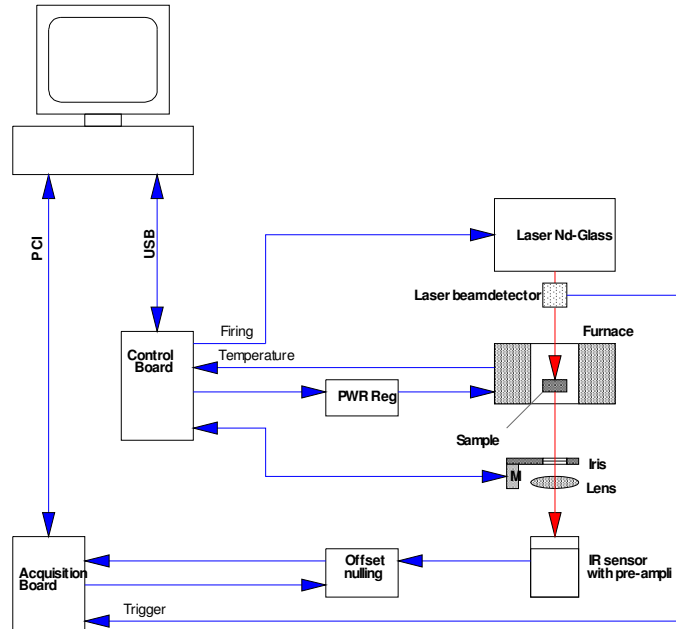 PCI
USB
Laser Nd-Glass
Laser beamdetector
Firing
Furnace
Control
Board
Temperature
PWR Reg
Sample
M
Iris
Lens
Acquisition
Board
Offset
nulling
IR sensor
with pre-ampli
Trigger